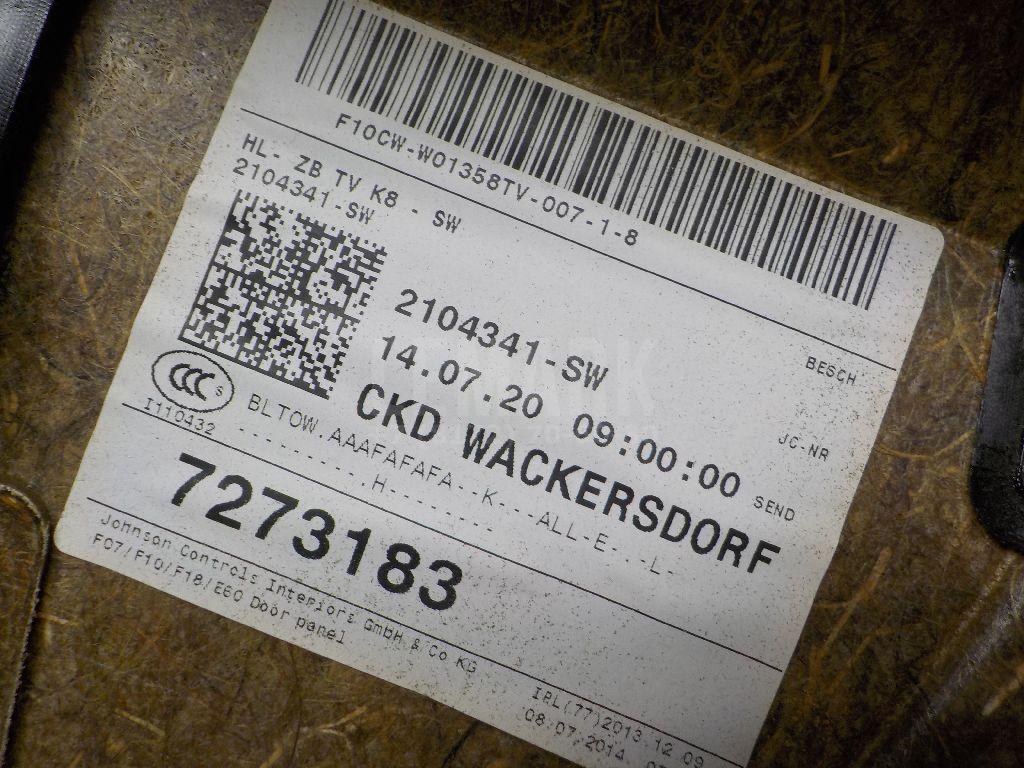 F10CW-W01358TV-007-1-8
HL- ZB TV K8 - SW
2104341-SW
2104341-SW
BESCH
14.07.20 09:00:00
JC-NR
CKD WACKERSDORF
SEND
CCC S
I110432
BLTOW.AAAFAFAFA--K---ALL-E---L-
---------.H--------
7273183
Johnson Controls Interiors GmbH & Co KG
F07/F10/F18/E60 Door panel
IRL(77)2013 12 09
08.07.2014